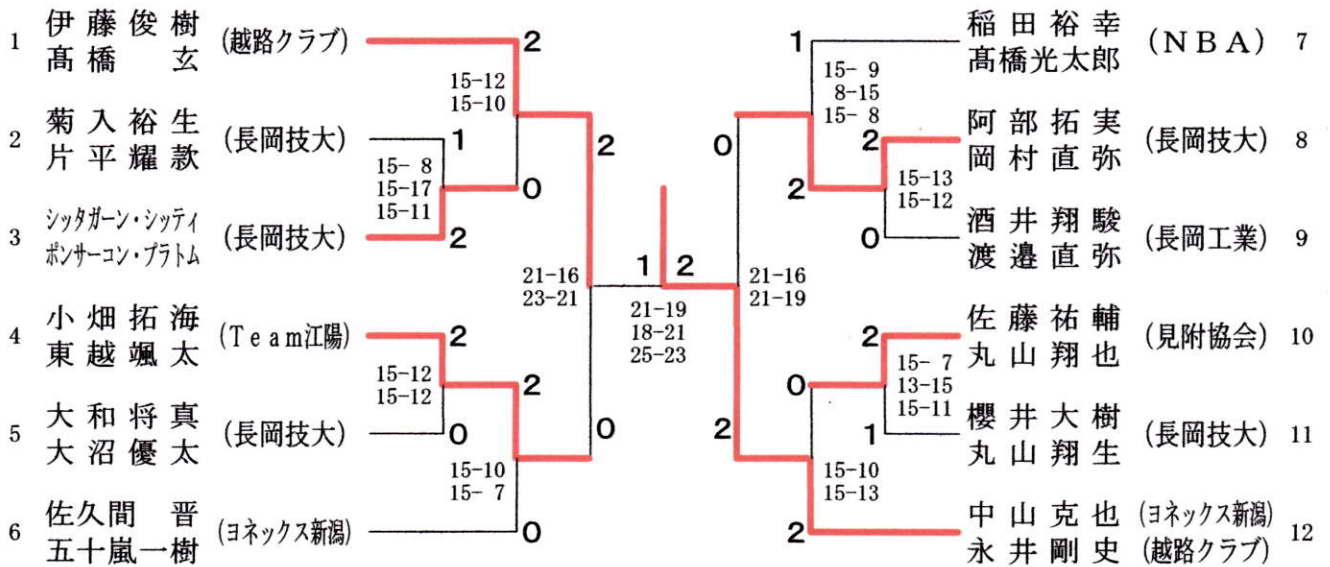 1 伊藤俊樹 (越路クラブ)
髙橋 玄
2 菊入裕生 (長岡技大)
片平耀歎
3 シッタガーン・シッティ (長岡技大)
ポンサーコン・プラトム
4 小畑拓海 (Team江陽)
東越颯太
5 大和将真 (長岡技大)
大沼優太
6 佐久間 晋 (ヨネックス新潟)
五十嵐一樹
2
15-12
15-10
1
15- 8
15-17
15-11
2
0
2
2
15-12
15-12
0
2
15-10
15- 7
0
0
21-16
23-21
1 2
21-19
18-21
25-23
0
21-16
21-19
2
1
15- 9
8-15
15- 8
2
2
15-13
15-12
0
2
15- 7
13-15
15-11
1
0
15-10
15-13
2
稲田裕幸 (NBA) 7
髙橋光太郎
阿部拓実 (長岡技大) 8
岡村直弥
酒井翔駿 (長岡工業) 9
渡邉直弥
佐藤祐輔 (見附協会) 10
丸山翔也
櫻井大樹 (長岡技大) 11
丸山翔生
中山克也 (ヨネックス新潟) 12
永井剛史 (越路クラブ)